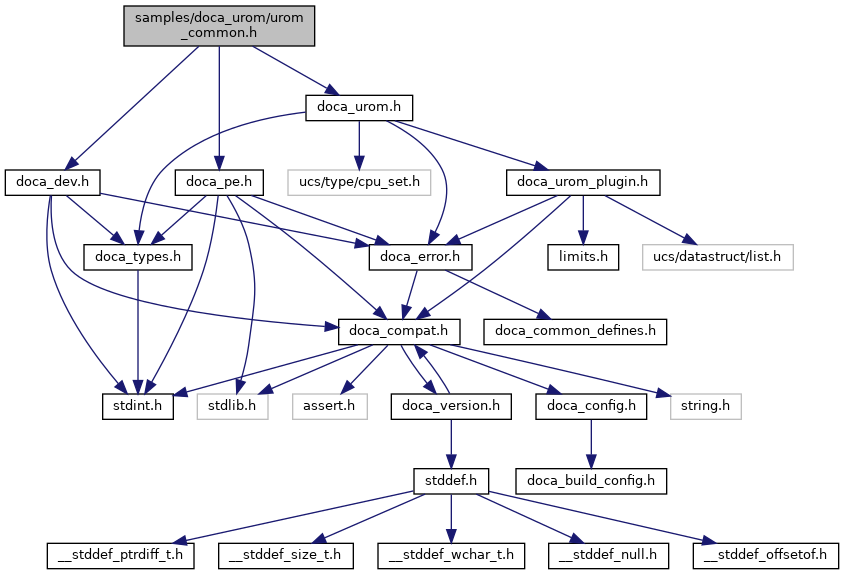 samples/doca_urom/urom
_common.h
doca_urom.h
doca_dev.h
doca_pe.h
ucs/type/cpu_set.h
doca_urom_plugin.h
doca_types.h
doca_error.h
limits.h
ucs/datastruct/list.h
doca_compat.h
doca_common_defines.h
stdint.h
stdlib.h
assert.h
doca_version.h
doca_config.h
string.h
stddef.h
doca_build_config.h
__stddef_ptrdiff_t.h
__stddef_size_t.h
__stddef_wchar_t.h
__stddef_null.h
__stddef_offsetof.h